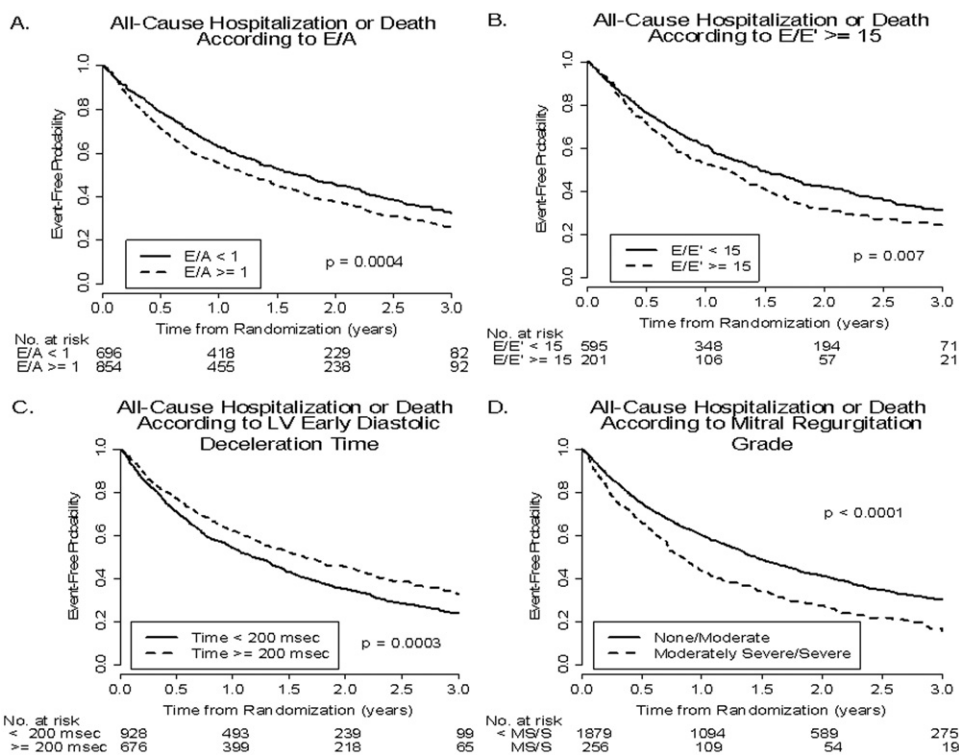 A.
All-Cause Hospitalization or Death
According to E/A
Event-Free Probability
1.0
0.8
0.6
0.4
0.2
0.0
E/A < 1
E/A >= 1
p = 0.0004
0.0 0.5 1.0 1.5 2.0 2.5 3.0
Time from Randomization (years)
No. at risk
E/A < 1 696 418 229 82
E/A >= 1 854 455 238 92
B.
All-Cause Hospitalization or Death
According to E/E' >= 15
Event-Free Probability
1.0
0.8
0.6
0.4
0.2
0.0
E/E' < 15
E/E' >= 15
p = 0.007
0.0 0.5 1.0 1.5 2.0 2.5 3.0
Time from Randomization (years)
No. at risk
E/E' < 15 595 348 194 71
E/E' >= 15 201 106 57 21
C.
All-Cause Hospitalization or Death
According to LV Early Diastolic
Deceleration Time
Event-Free Probability
1.0
0.8
0.6
0.4
0.2
0.0
Time < 200 msec
Time >= 200 msec
p = 0.0003
0.0 0.5 1.0 1.5 2.0 2.5 3.0
Time from Randomization (years)
No. at risk
< 200 msec 928 493 239 99
>= 200 msec 676 399 218 65
D.
All-Cause Hospitalization or Death
According to Mitral Regurgitation
Grade
Event-Free Probability
1.0
0.8
0.6
0.4
0.2
0.0
p < 0.0001
None/Moderate
Moderately Severe/Severe
0.0 0.5 1.0 1.5 2.0 2.5 3.0
Time from Randomization (years)
No. at risk
< MS/S 1879 1094 589 275
MS/S 256 109 54 19